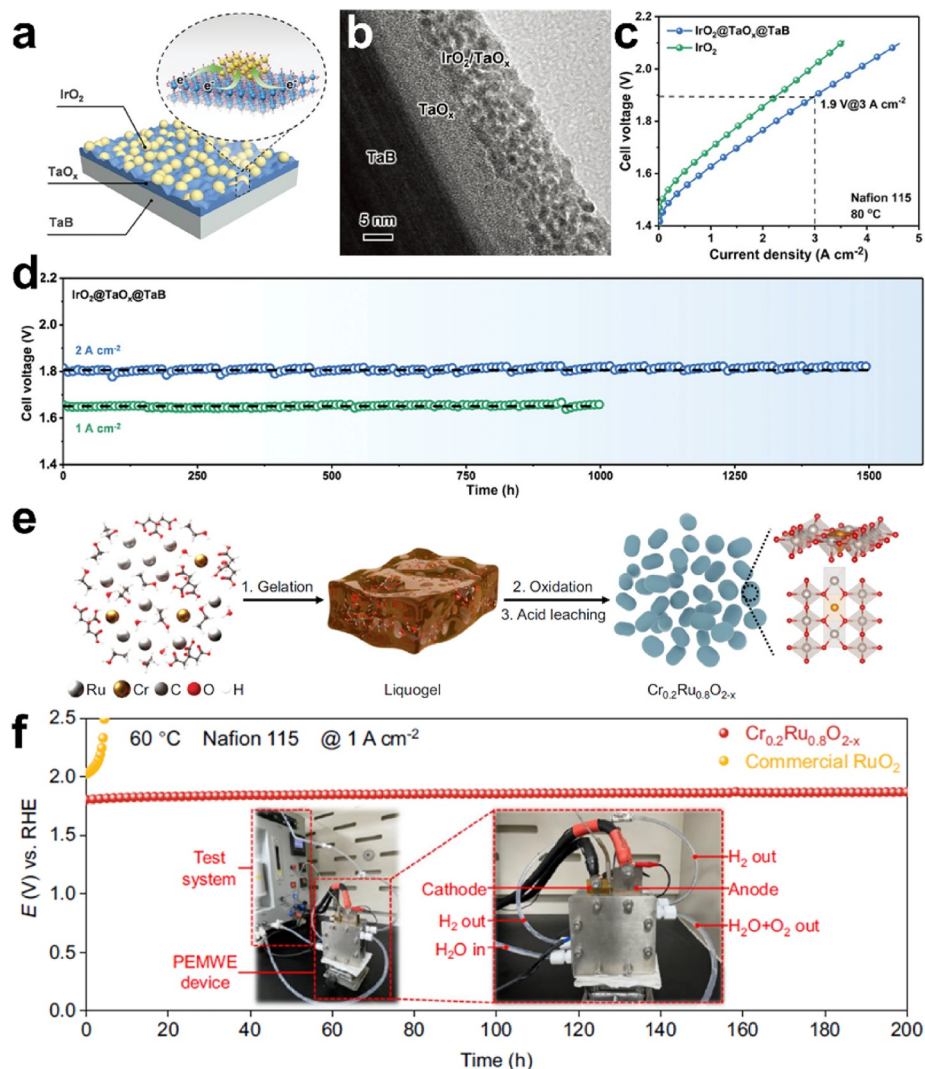 a
IrO₂
TaOₓ
TaB
e⁻
e⁻
b
IrO₂/TaOₓ
TaOₓ
TaB
5 nm
c
IrO₂@TaOₓ@TaB
IrO₂
1.9 V@3 A cm⁻²
Nafion 115
80 °C
Cell voltage (V)
2.2
2.0
1.8
1.6
1.4
0 1 2 3 4 5
Current density (A cm⁻²)
d
IrO₂@TaOₓ@TaB
2 A cm⁻²
1 A cm⁻²
Cell voltage (V)
2.2
2.0
1.8
1.6
1.4
0 250 500 750 1000 1250 1500
Time (h)
e
1. Gelation
2. Oxidation
3. Acid leaching
Ru Cr C O H
Liquogel
Cr₀.₂Ru₀.₈O₂₋ₓ
f
60 °C Nafion 115 @ 1 A cm⁻²
Cr₀.₂Ru₀.₈O₂₋ₓ
Commercial RuO₂
E (V) vs. RHE
2.5
2.0
1.5
1.0
0.5
0.0
Test
system
PEMWE
device
Cathode
H₂ out
H₂O in
H₂ out
Anode
H₂O+O₂ out
0 20 40 60 80 100 120 140 160 180 200
Time (h)